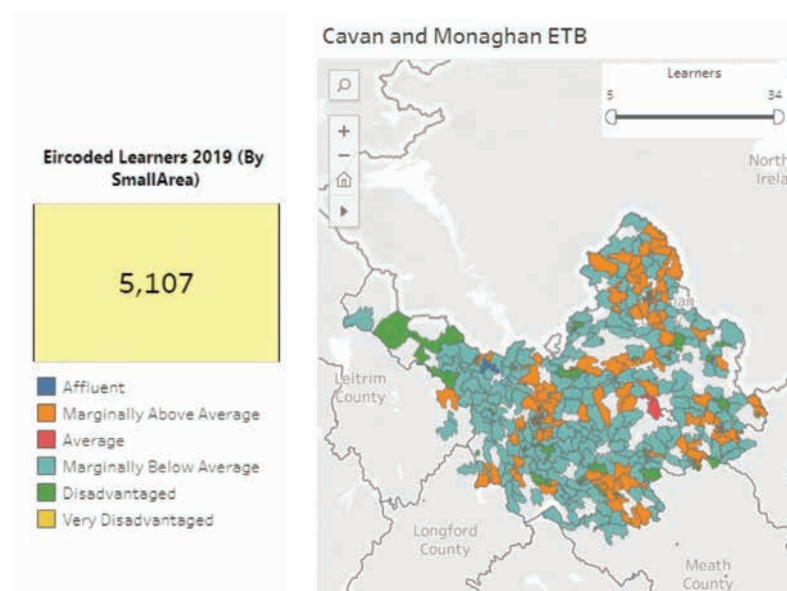 Cavan and Monaghan ETB
Learners
5
34
+
−
North
Irela
Eircoded Learners 2019 (By
SmallArea)
5,107
Affluent
Marginally Above Average
Average
Marginally Below Average
Disadvantaged
Very Disadvantaged
Leitrim
County
Longford
County
Meath
County